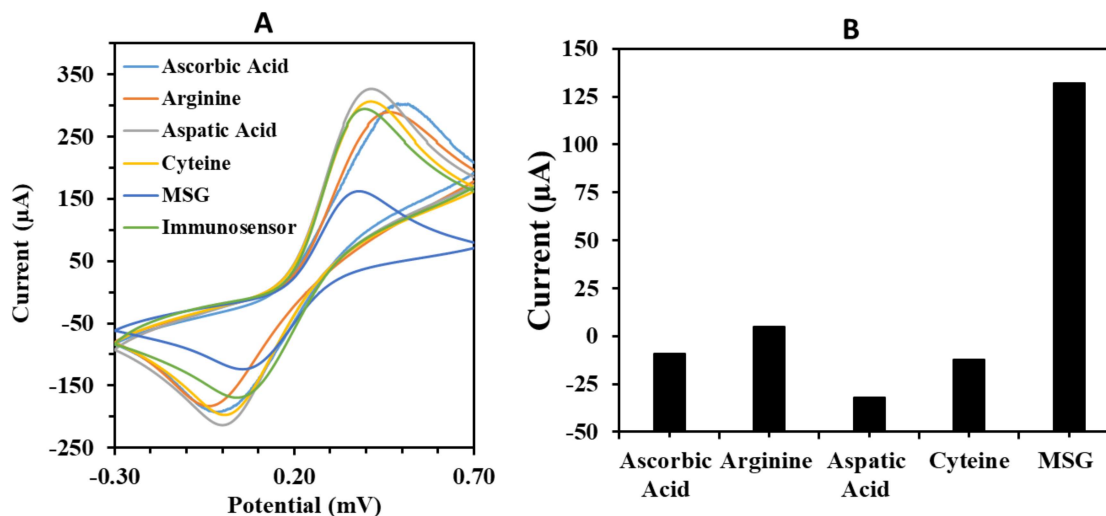 A
Current (μA)
350
250
150
50
-50
-150
-250
Ascorbic Acid
Arginine
Aspatic Acid
Cyteine
MSG
Immunosensor
-0.30
0.20
0.70
Potential (mV)
B
Current (μA)
150
125
100
75
50
25
0
-25
-50
Ascorbic
Acid
Arginine
Aspatic
Acid
Cyteine
MSG